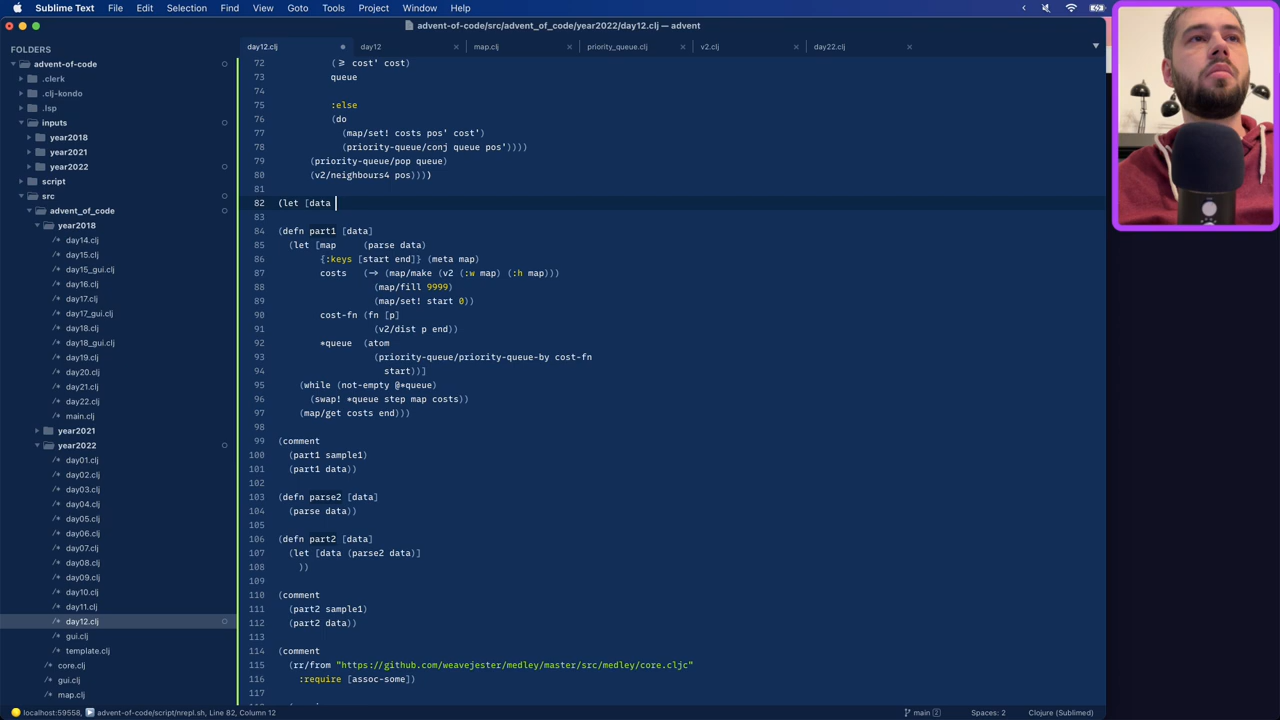 Sublime Text File Edit Selection Find View Goto Tools Project Window Help
advent-of-code/src/advent_of_code/year2022/day12.clj — advent
FOLDERS
advent-of-code
.clerk
.clj-kondo
.lsp
inputs
year2018
year2021
year2022
script
src
advent_of_code
year2018
day14.clj
day15.clj
day15_gui.clj
day16.clj
day17.clj
day17_gui.clj
day18.clj
day18_gui.clj
day19.clj
day20.clj
day21.clj
day22.clj
main.clj
year2021
year2022
day01.clj
day02.clj
day03.clj
day04.clj
day05.clj
day06.clj
day07.clj
day08.clj
day09.clj
day10.clj
day11.clj
day12.clj
gui.clj
template.clj
core.clj
gui.clj
map.clj
day12.clj day12 map.clj priority_queue.clj v2.clj day22.clj
72 (⩾ cost' cost)
73 queue
74
75 :else
76 (do
77 (map/set! costs pos' cost')
78 (priority-queue/conj queue pos'))))
79 (priority-queue/pop queue)
80 (v2/neighbours4 pos))))
81
82 (let [data
83
84 (defn part1 [data]
85 (let [map (parse data)
86 {:keys [start end]} (meta map)
87 costs (-> (map/make (v2 (:w map) (:h map)))
88 (map/fill 9999)
89 (map/set! start 0))
90 cost-fn (fn [p]
91 (v2/dist p end))
92 *queue (atom
93 (priority-queue/priority-queue-by cost-fn
94 start))]
95 (while (not-empty @*queue)
96 (swap! *queue step map costs))
97 (map/get costs end)))
98
99 (comment
100 (part1 sample1)
101 (part1 data))
102
103 (defn parse2 [data]
104 (parse data))
105
106 (defn part2 [data]
107 (let [data (parse2 data)]
108 ))
109
110 (comment
111 (part2 sample1)
112 (part2 data))
113
114 (comment
115 (rr/from "https://github.com/weavejester/medley/master/src/medley/core.cljc"
116 :require [assoc-some])
117
localhost:59558, advent-of-code/script/nrepl.sh, Line 82, Column 12 main 2 Spaces: 2 Clojure (Sublimed)